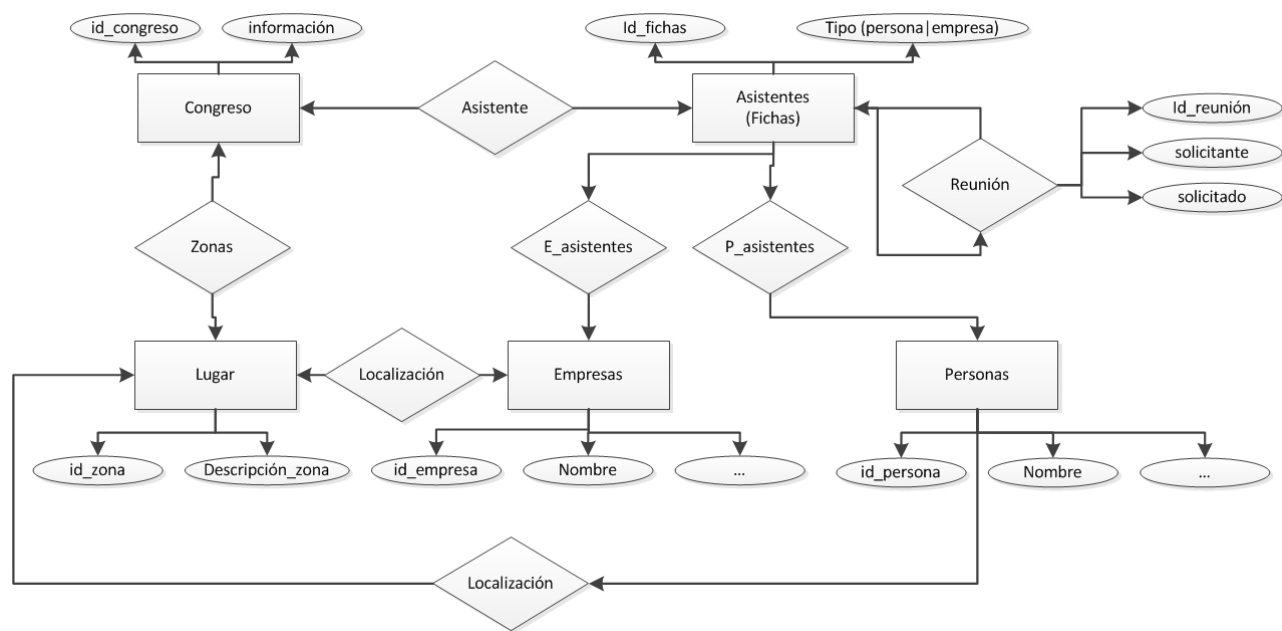 id_congreso
información
Id_fichas
Tipo (persona|empresa)
Congreso
Asistente
Asistentes
(Fichas)
Id_reunión
solicitante
solicitado
Reunión
Zonas
E_asistentes
P_asistentes
Lugar
Localización
Empresas
Personas
id_zona
Descripción_zona
id_empresa
Nombre
...
id_persona
Nombre
...
Localización